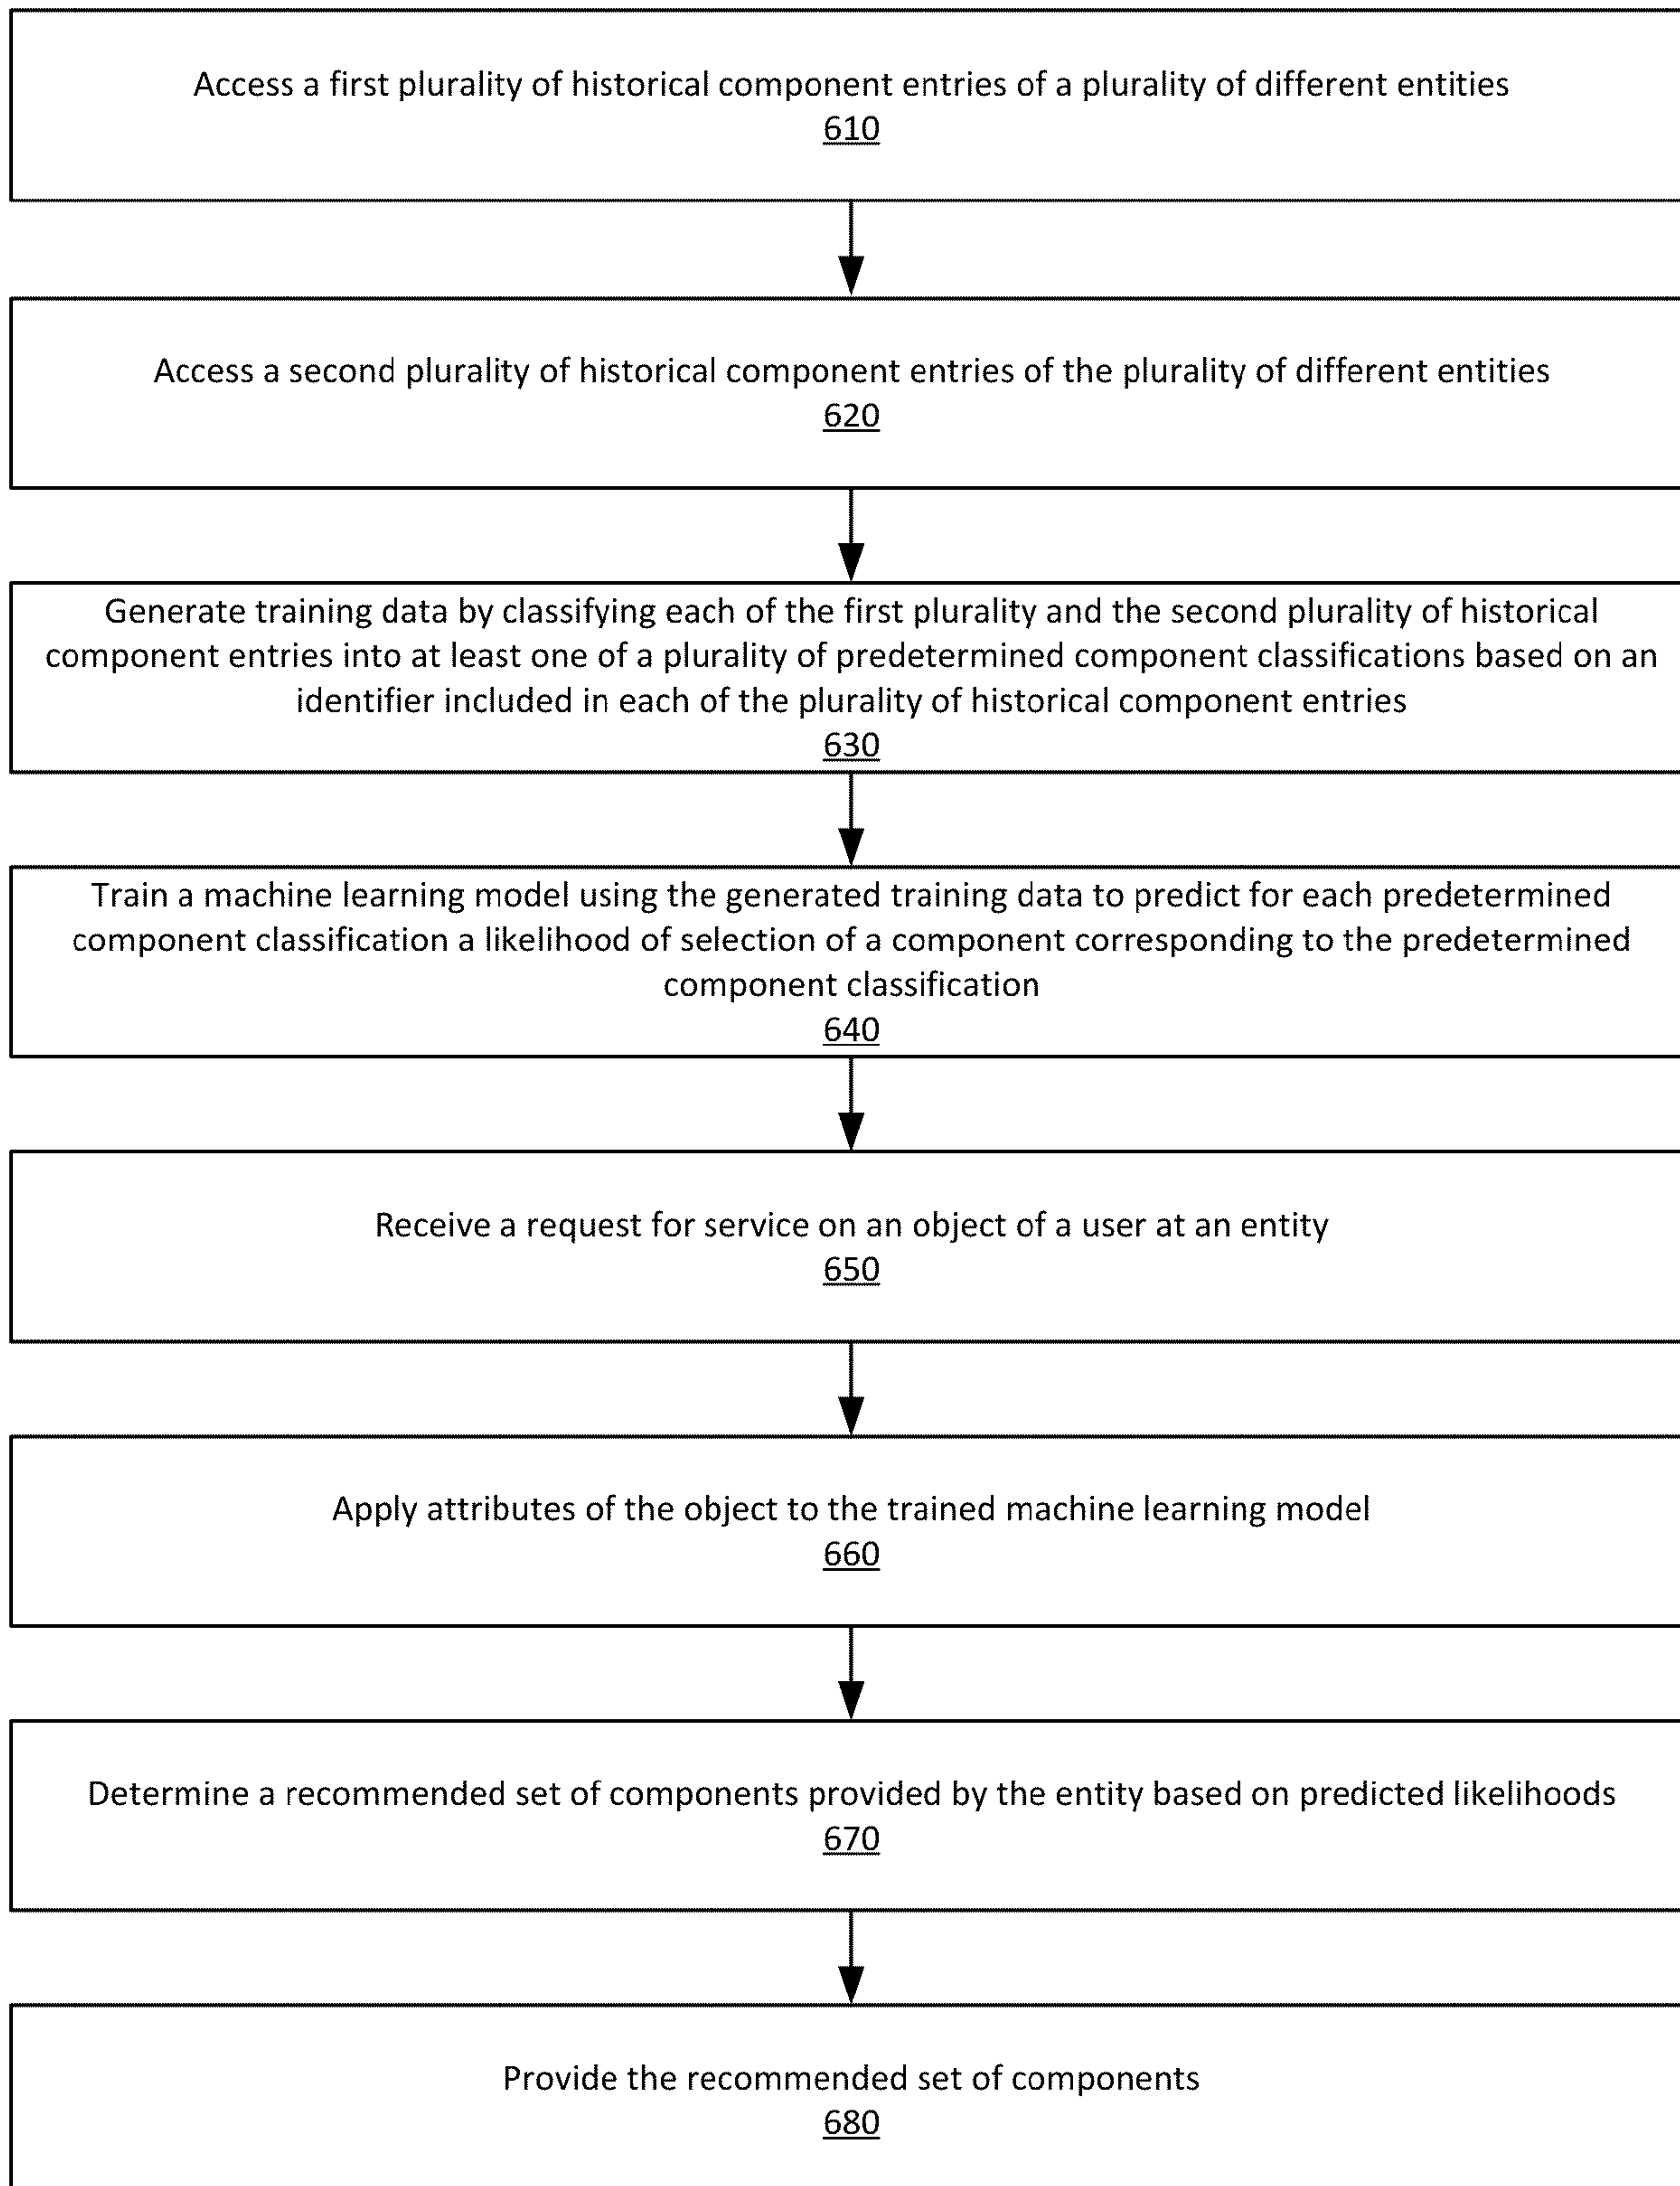 Access a first plurality of historical component entries of a plurality of different entities
610
Access a second plurality of historical component entries of the plurality of different entities
620
Generate training data by classifying each of the first plurality and the second plurality of historical
component entries into at least one of a plurality of predetermined component classifications based on an
identifier included in each of the plurality of historical component entries
630
Train a machine learning model using the generated training data to predict for each predetermined
component classification a likelihood of selection of a component corresponding to the predetermined
component classification
640
Receive a request for service on an object of a user at an entity
650
Apply attributes of the object to the trained machine learning model
660
Determine a recommended set of components provided by the entity based on predicted likelihoods
670
Provide the recommended set of components
680